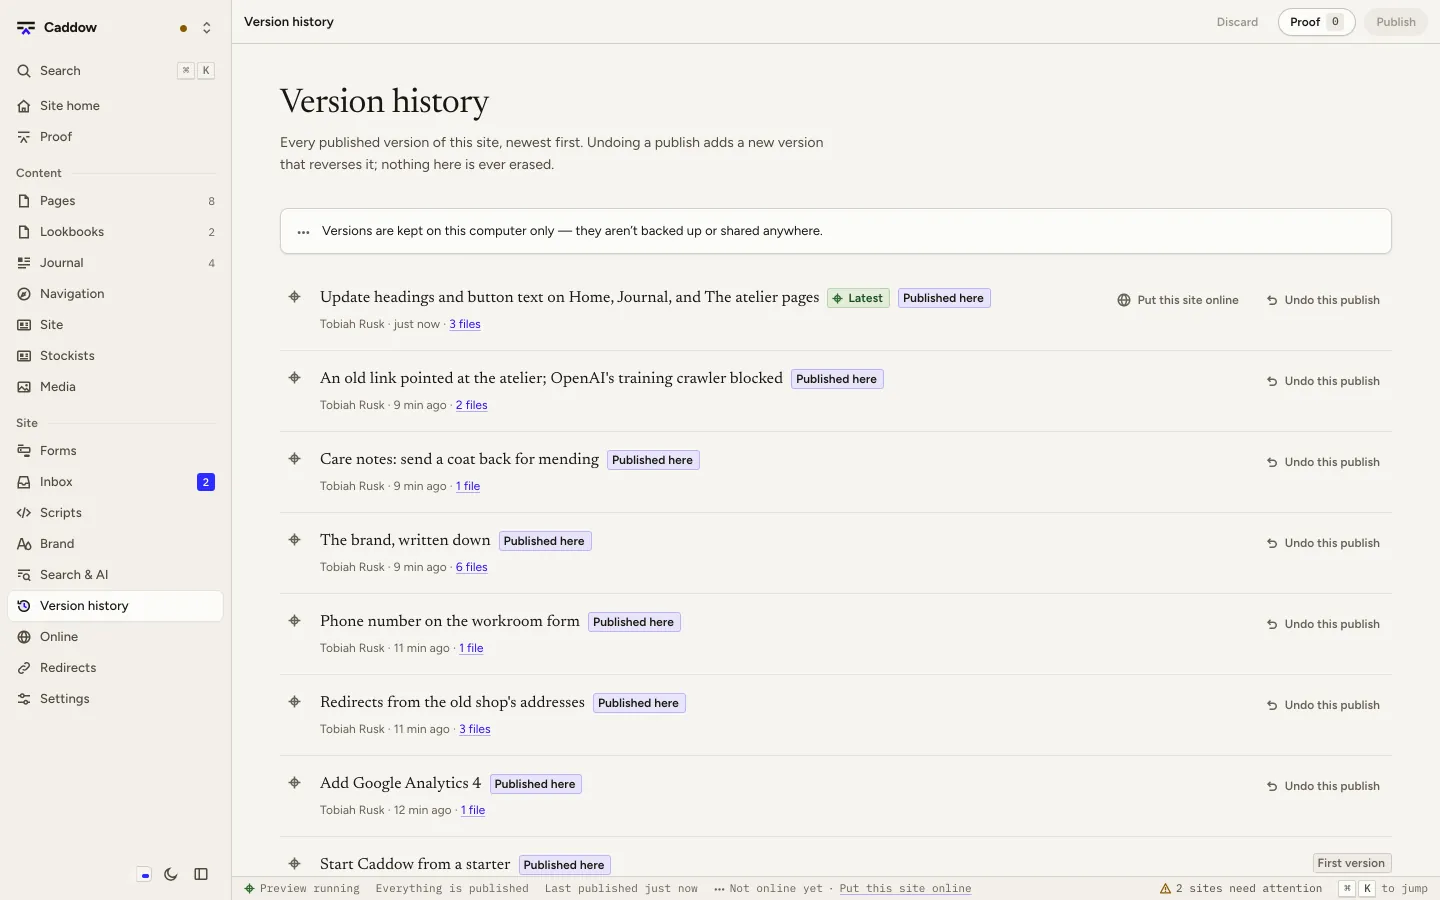 Caddow
Search ⌘ K
Site home
Proof
Content
Pages 8
Lookbooks 2
Journal 4
Navigation
Site
Stockists
Media
Site
Forms
Inbox 2
Scripts
Brand
Search & AI
Version history
Online
Redirects
Settings
Version history
Discard Proof 0 Publish
Version history
Every published version of this site, newest first. Undoing a publish adds a new version
that reverses it; nothing here is ever erased.
Versions are kept on this computer only — they aren't backed up or shared anywhere.
Update headings and button text on Home, Journal, and The atelier pages Latest Published here Put this site online Undo this publish
Tobiah Rusk · just now · 3 files
An old link pointed at the atelier; OpenAI's training crawler blocked Published here Undo this publish
Tobiah Rusk · 9 min ago · 2 files
Care notes: send a coat back for mending Published here Undo this publish
Tobiah Rusk · 9 min ago · 1 file
The brand, written down Published here Undo this publish
Tobiah Rusk · 9 min ago · 6 files
Phone number on the workroom form Published here Undo this publish
Tobiah Rusk · 11 min ago · 1 file
Redirects from the old shop's addresses Published here Undo this publish
Tobiah Rusk · 11 min ago · 3 files
Add Google Analytics 4 Published here Undo this publish
Tobiah Rusk · 12 min ago · 1 file
Start Caddow from a starter Published here First version
Preview running Everything is published Last published just now Not online yet · Put this site online 2 sites need attention ⌘ K to jump